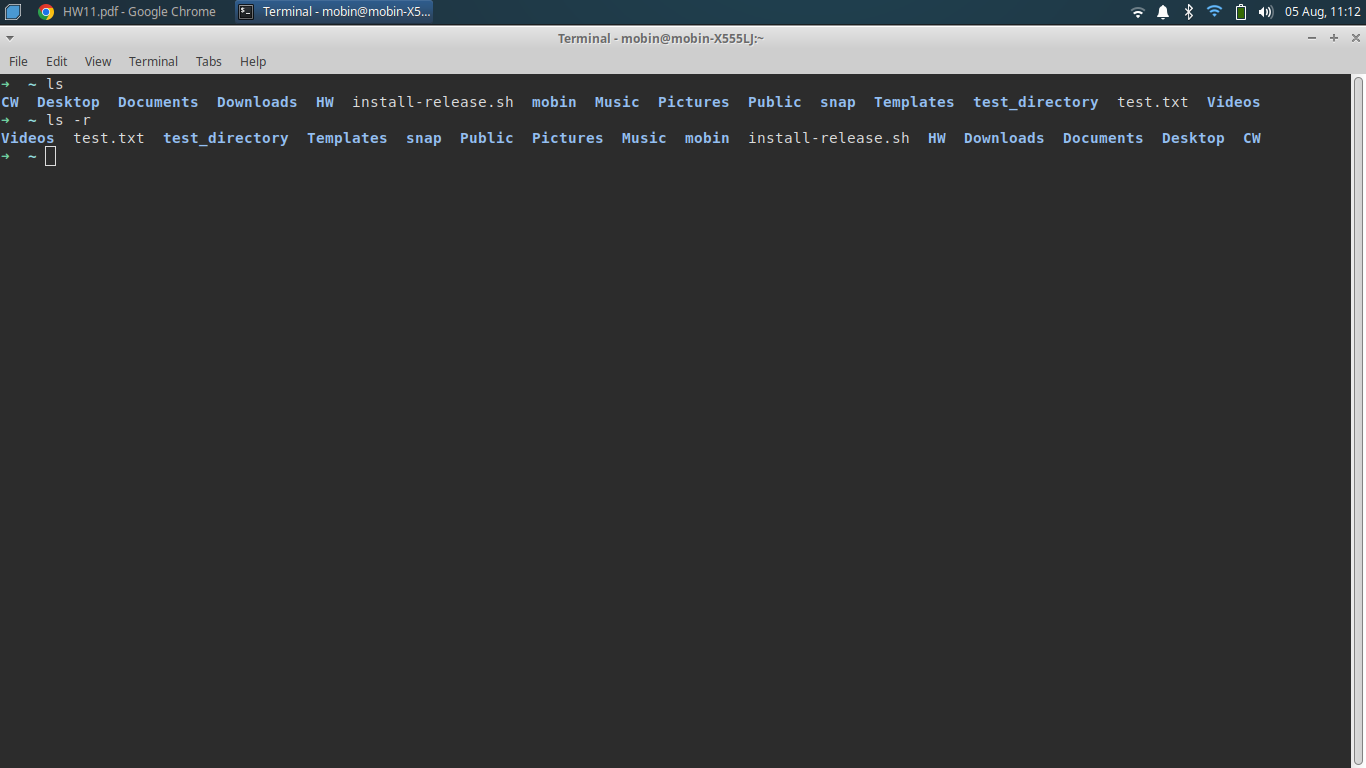 HW11.pdf - Google Chrome Terminal - mobin@mobin-X5... 05 Aug, 11:12
Terminal - mobin@mobin-X555LJ:~
File Edit View Terminal Tabs Help
➜ ~ ls
CW Desktop Documents Downloads HW install-release.sh mobin Music Pictures Public snap Templates test_directory test.txt Videos
➜ ~ ls -r
Videos test.txt test_directory Templates snap Public Pictures Music mobin install-release.sh HW Downloads Documents Desktop CW
➜ ~